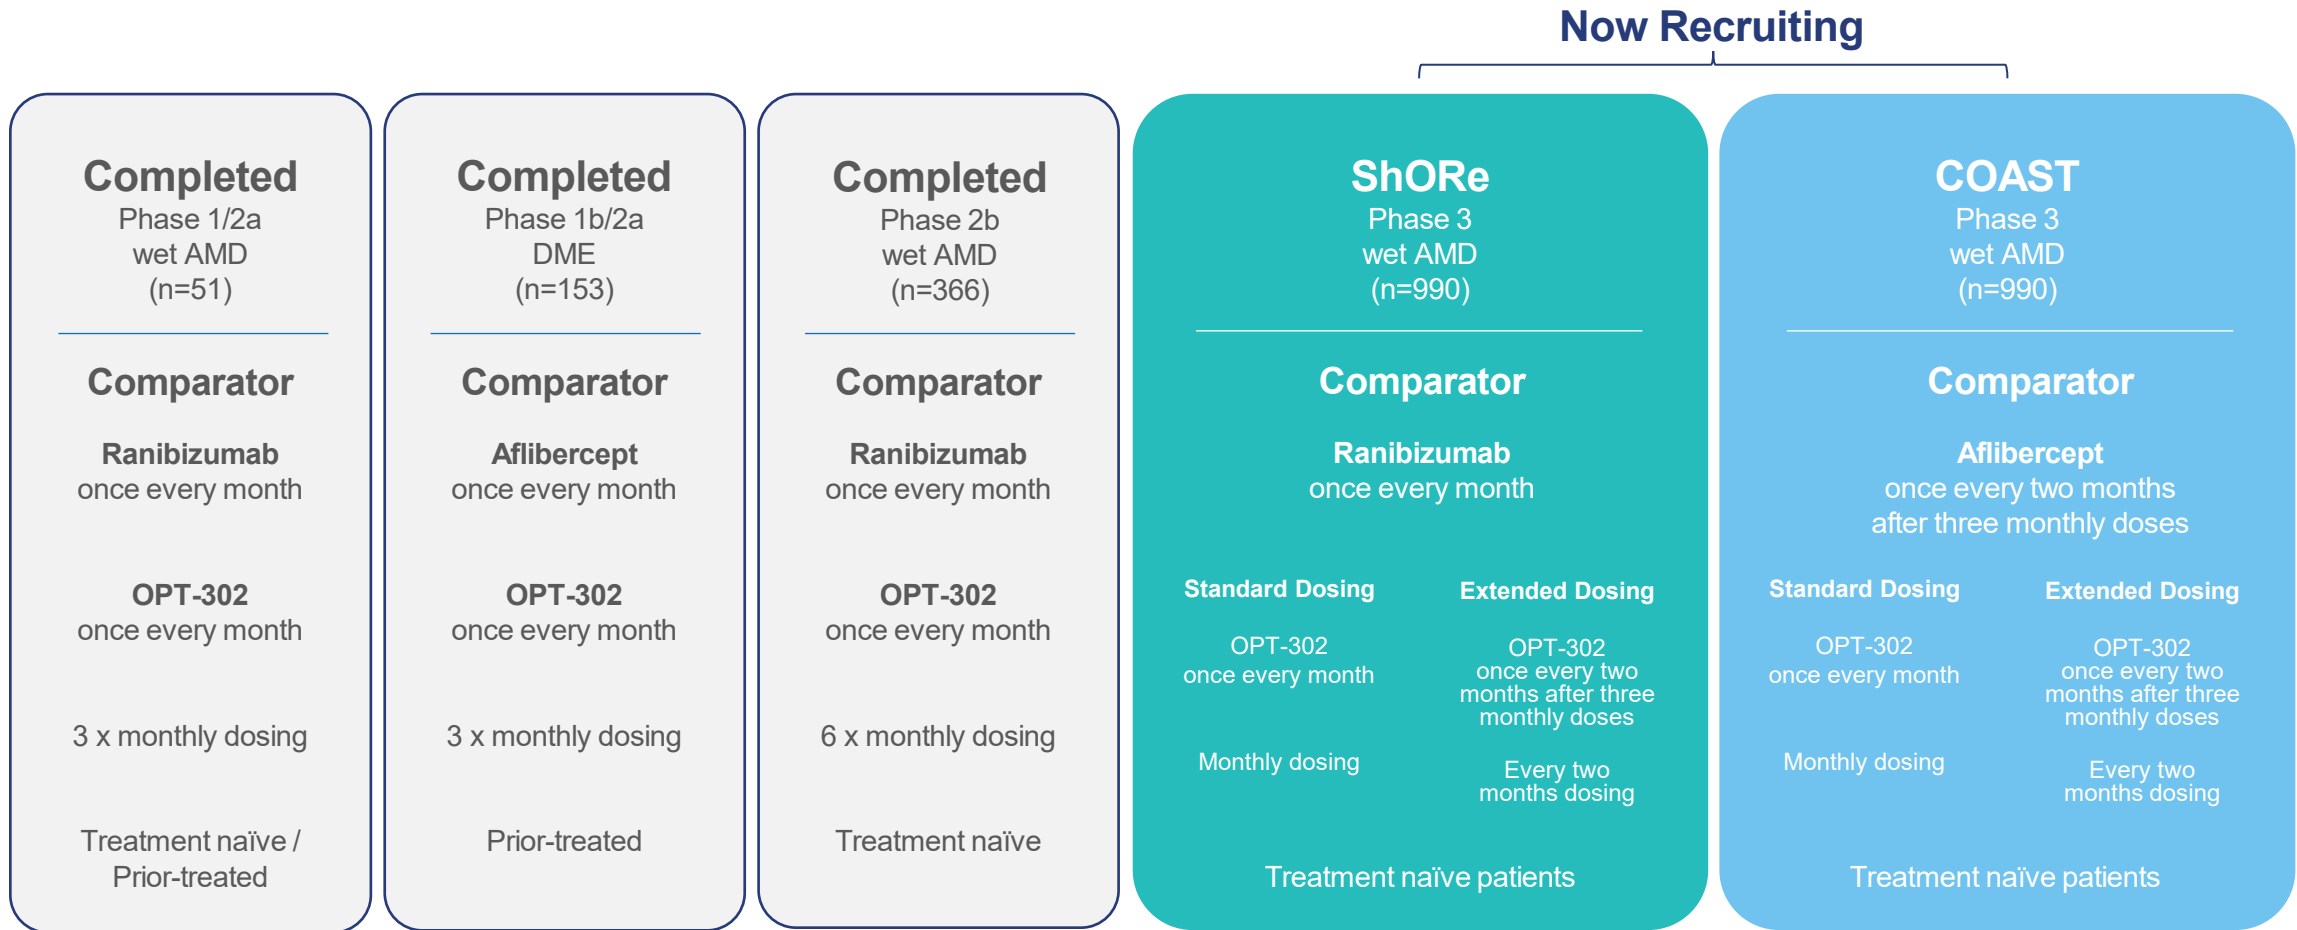 Now Recruiting
Completed
Phase 1/2a
wet AMD
(n=51)
Comparator
Ranibizumab
once every month
OPT-302
once every month
3 x monthly dosing
Treatment naïve /
Prior-treated
Completed
Phase 1b/2a
DME
(n=153)
Comparator
Aflibercept
once every month
OPT-302
once every month
3 x monthly dosing
Prior-treated
Completed
Phase 2b
wet AMD
(n=366)
Comparator
Ranibizumab
once every month
OPT-302
once every month
6 x monthly dosing
Treatment naïve
ShORe
Phase 3
wet AMD
(n=990)
Comparator
Ranibizumab
once every month
Standard Dosing
OPT-302
once every month
Monthly dosing
Extended Dosing
OPT-302
once every two
months after three
monthly doses
Every two
months dosing
Treatment naïve patients
COAST
Phase 3
wet AMD
(n=990)
Comparator
Aflibercept
once every two months
after three monthly doses
Standard Dosing
OPT-302
once every month
Monthly dosing
Extended Dosing
OPT-302
once every two
months after three
monthly doses
Every two
months dosing
Treatment naïve patients